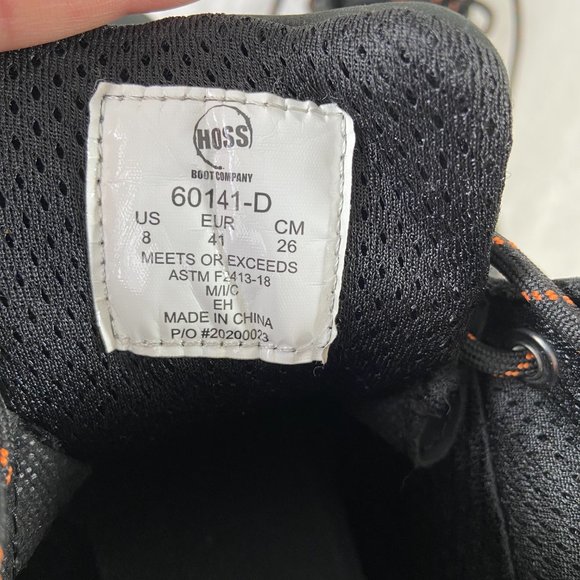 HOSS
BOOT COMPANY
60141-D
US EUR CM
8 41 26
MEETS OR EXCEEDS
ASTM F2413-18
M/I/C
EH
MADE IN CHINA
P/O #20200023